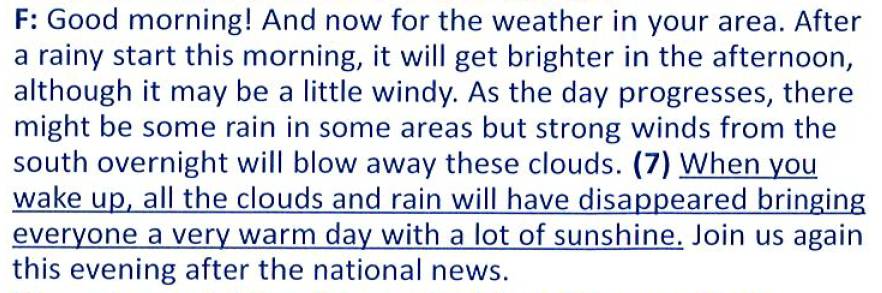 F: Good morning! And now for the weather in your area. After
a rainy start this morning, it will get brighter in the afternoon,
although it may be a little windy. As the day progresses, there
might be some rain in some areas but strong winds from the
south overnight will blow away these clouds. (7) When you
wake up, all the clouds and rain will have disappeared bringing
everyone a very warm day with a lot of sunshine. Join us again
this evening after the national news.